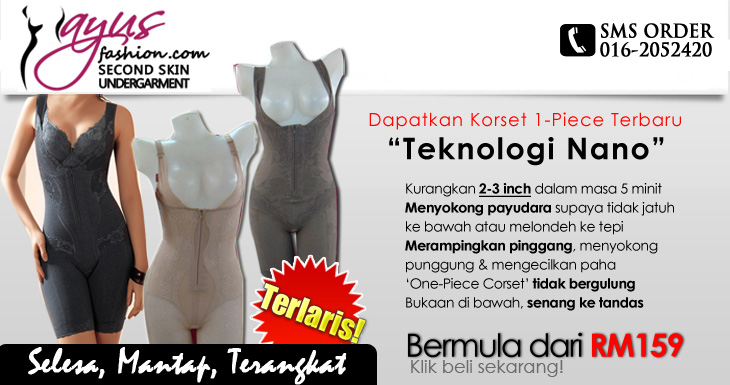 ayus
fashion.com
SECOND SKIN
UNDERGARMENT
SMS ORDER
016-2052420
Dapatkan Korset 1-Piece Terbaru
“Teknologi Nano”
Kurangkan 2-3 inch dalam masa 5 minit
Menyokong payudara supaya tidak jatuh
ke bawah atau melondeh ke tepi
Merampingkan pinggang, menyokong
punggung & mengecilkan paha
‘One-Piece Corset’ tidak bergulung
Bukaan di bawah, senang ke tandas
Terlaris!
Selesa, Mantap, Terangkat
Bermula dari RM159
Klik beli sekarang!